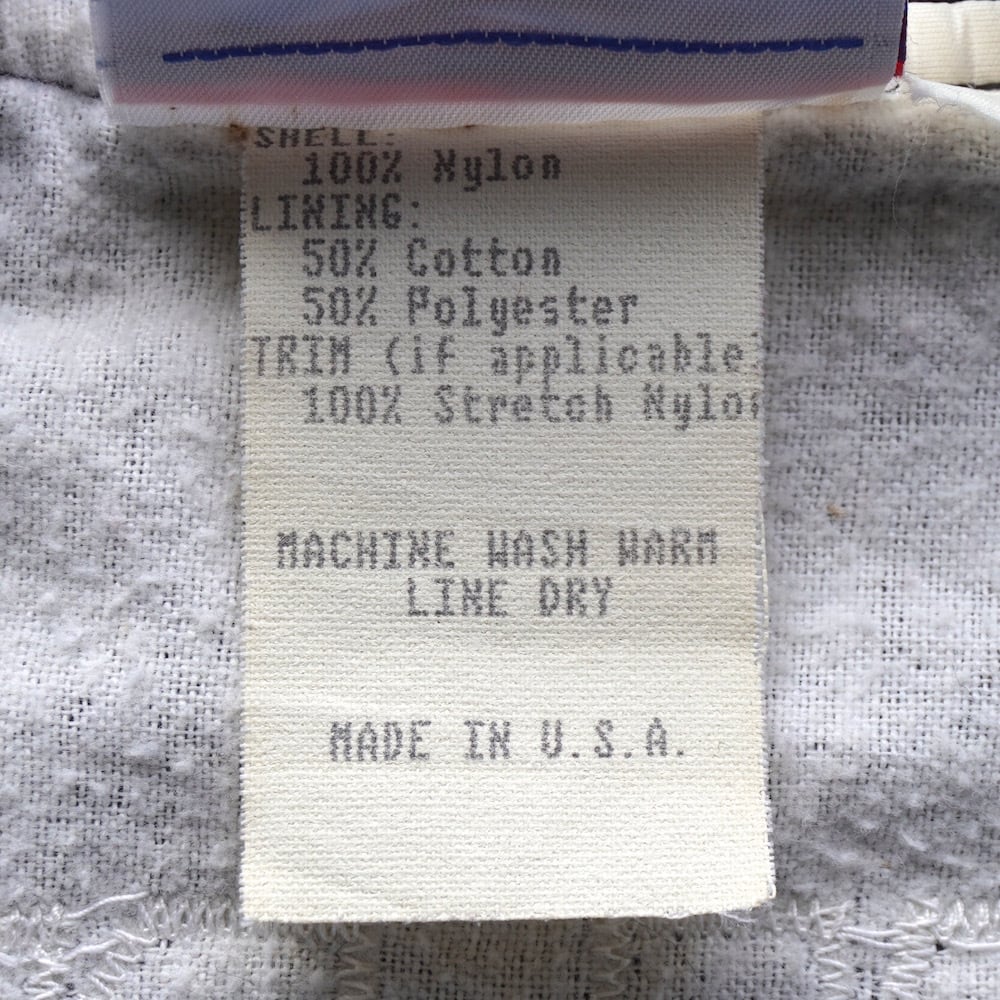 SHELL:
100% Nylon
LINING:
50% Cotton
50% Polyester
TRIM (if applicable)
100% Stretch Nylon
MACHINE WASH WARM
LINE DRY
MADE IN U.S.A.